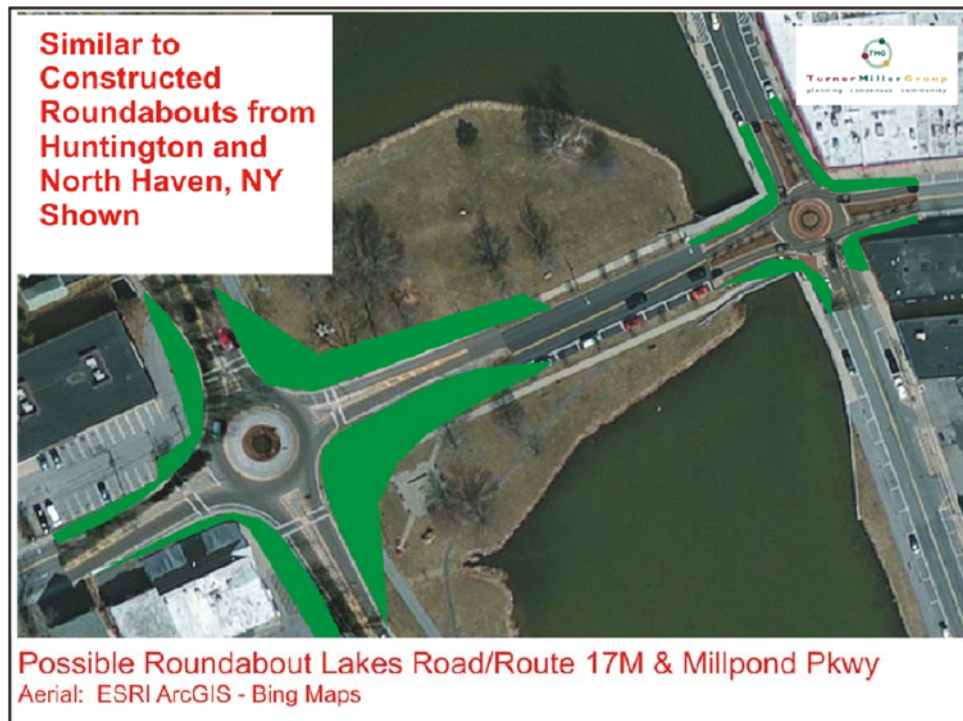 Similar to
Constructed
Roundabouts from
Huntington and
North Haven, NY
Shown
TMG
TurnerMillerGroup
planning consensus community
Possible Roundabout Lakes Road/Route 17M & Millpond Pkwy
Aerial: ESRI ArcGIS - Bing Maps